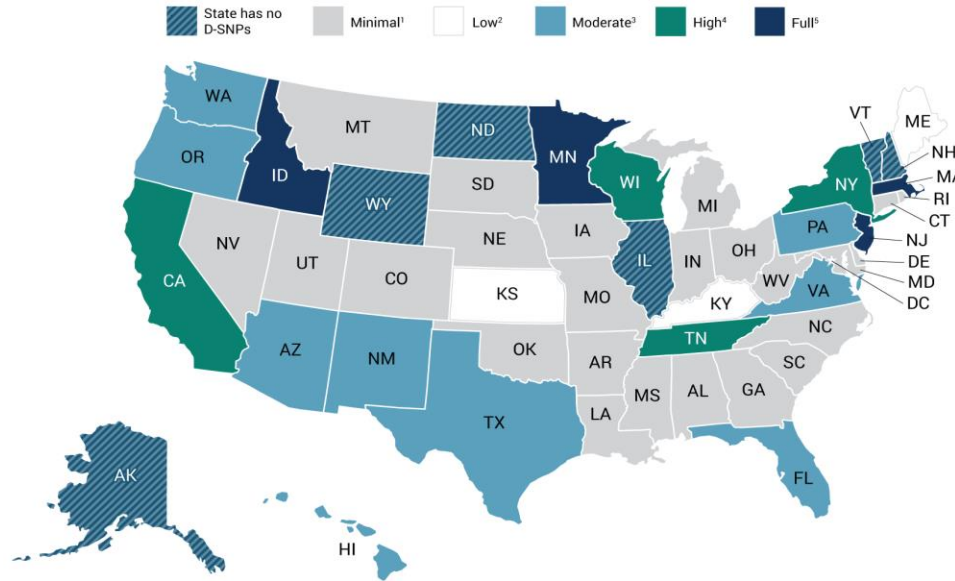 State has no
D-SNPs
Minimal¹
Low²
Moderate³
High⁴
Full⁵
WA
MT
ND
MN
VT
ME
NH
OR
ID
SD
WI
NY
MA
WY
MI
RI
CT
NE
IA
PA
NJ
NV
IL
IN
OH
DE
UT
CO
WV
MD
CA
KS
MO
KY
VA
DC
TN
NC
AZ
NM
OK
AR
SC
MS
AL
GA
TX
LA
FL
AK
HI